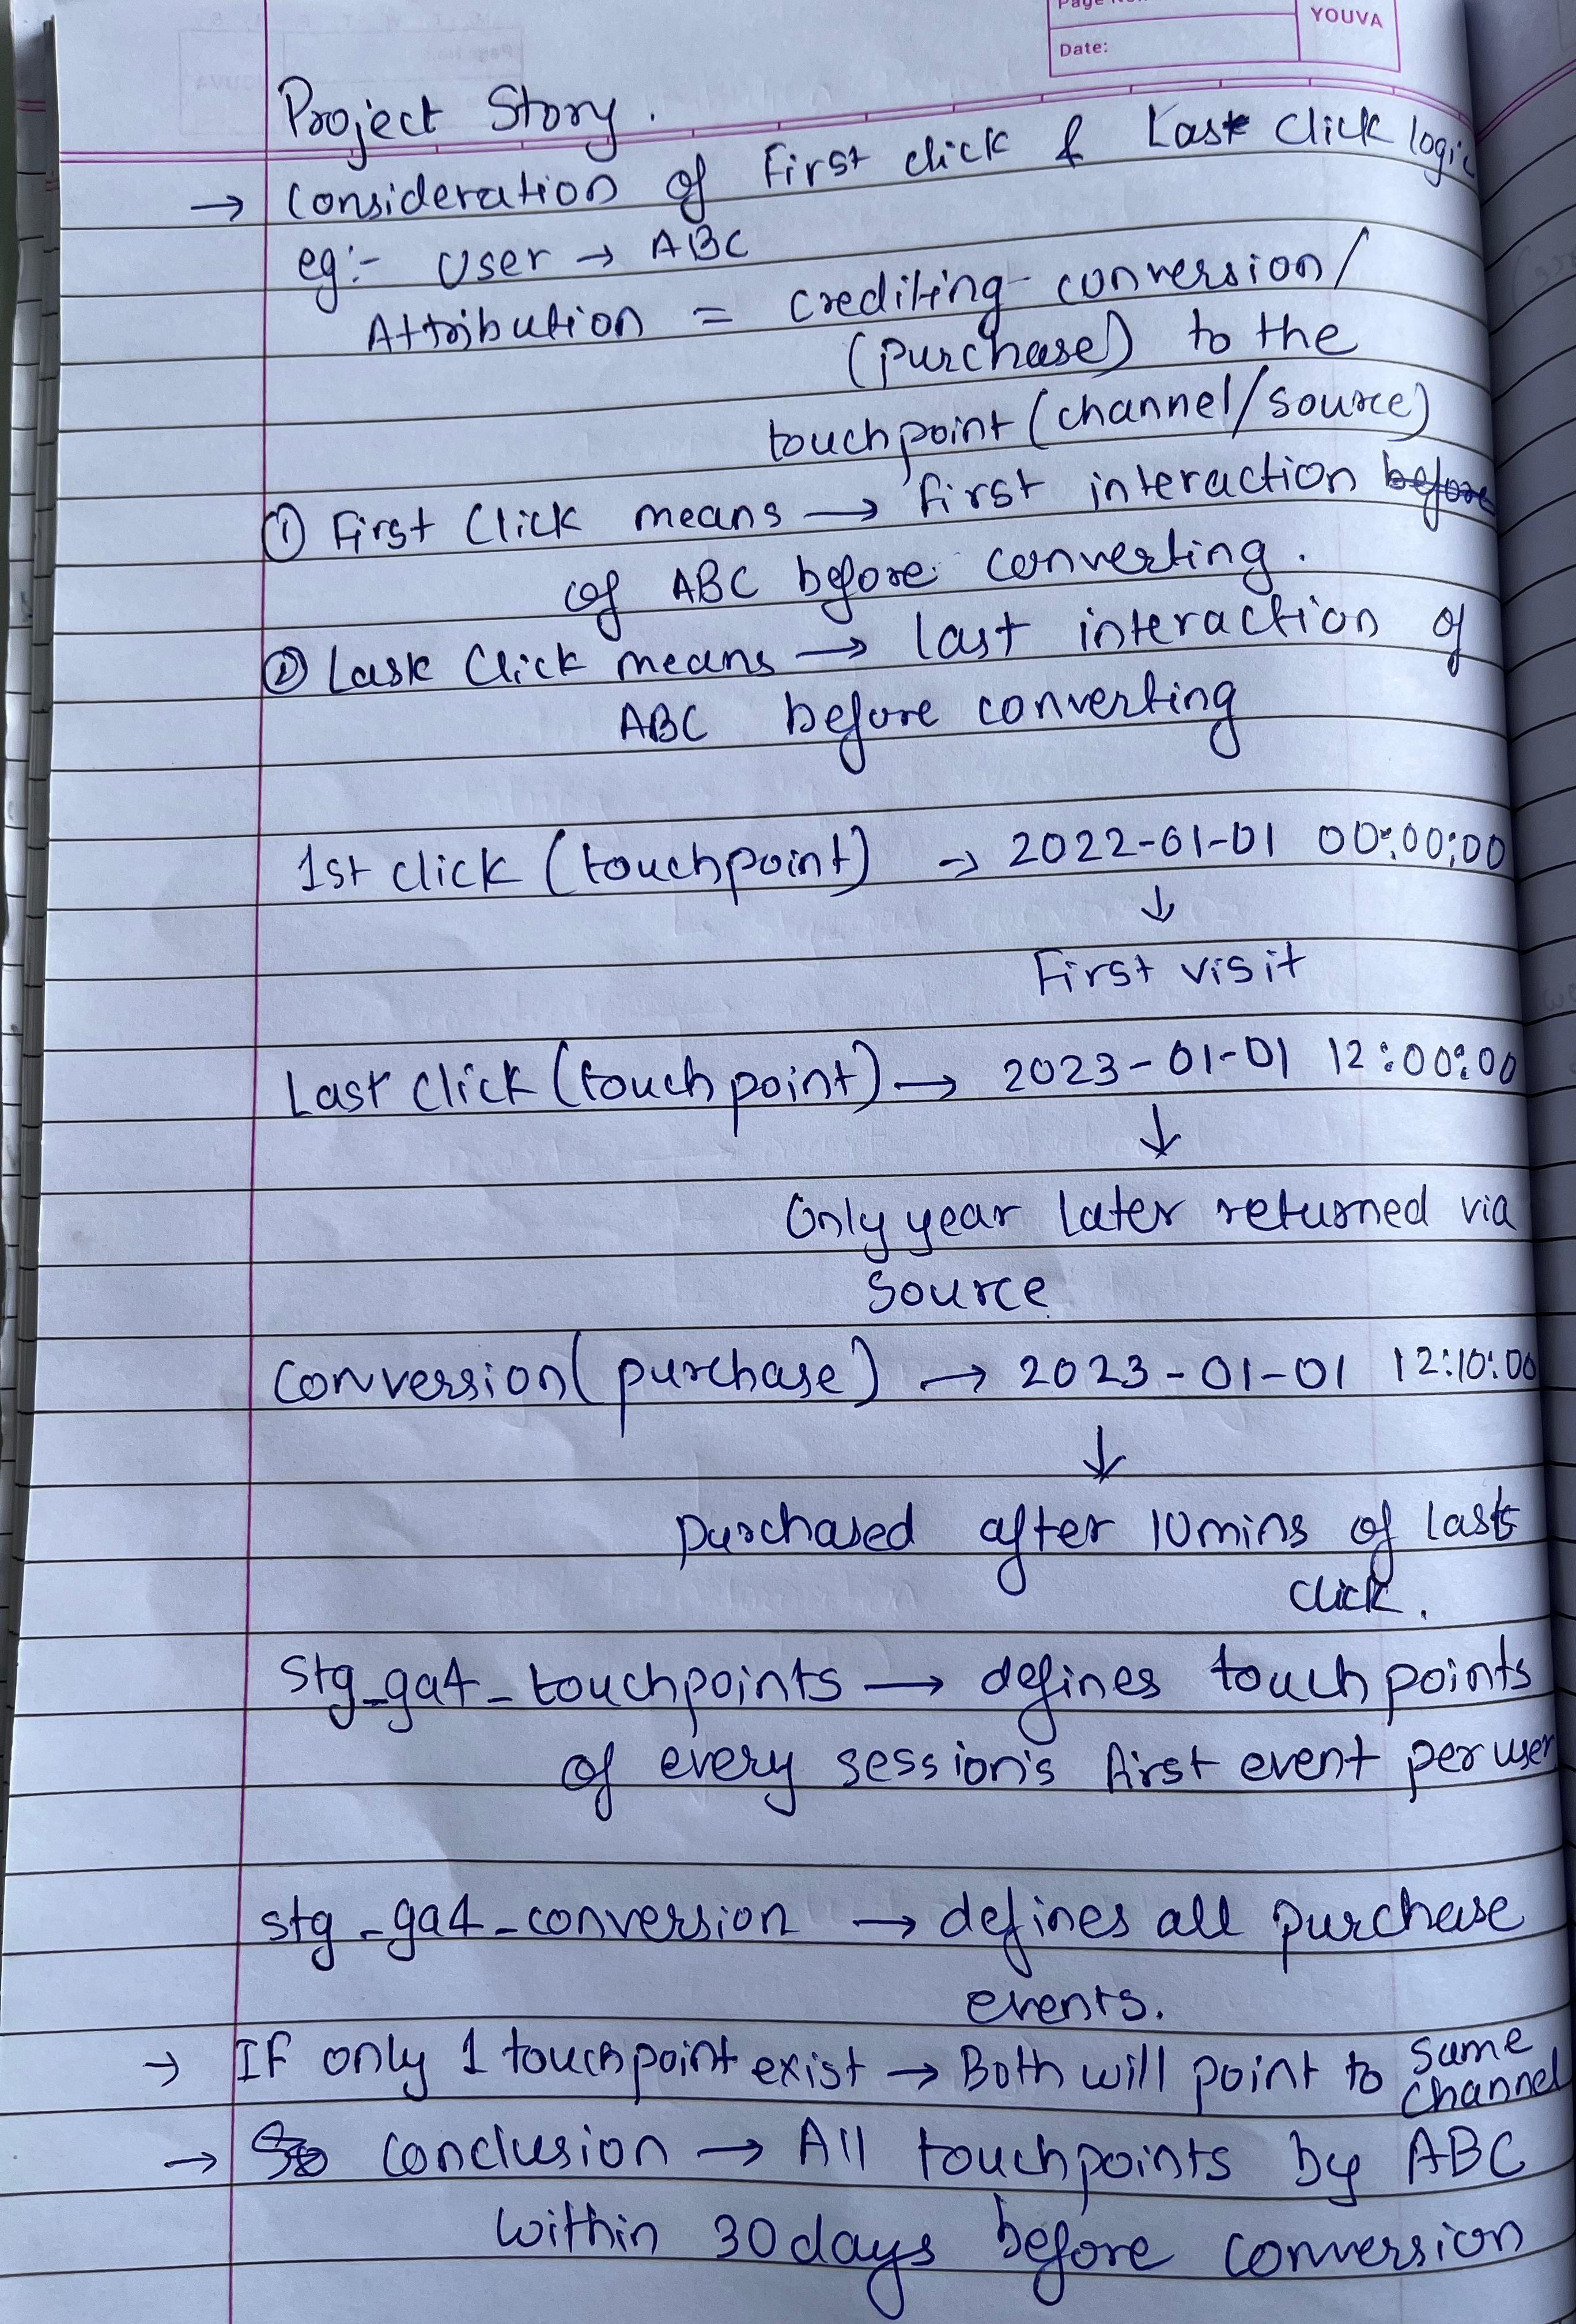 Page No.
YOUVA
Date:
Project Story.
→ Consideration of First click & Last Click logic
eg:- User → ABC
Attribution = crediting conversion/
(purchase) to the
touchpoint (channel/source)
① First Click means → first interaction before
of ABC before converting.
② Last Click means → last interaction of
ABC before converting
1st click (touchpoint) → 2022-01-01 00:00:00
↓
First visit
Last click (touchpoint) → 2023-01-01 12:00:00
↓
Only year later returned via
Source
Conversion (purchase) → 2023-01-01 12:10:00
↓
purchased after 10mins of last
click.
stg_ga4_touchpoints → defines touchpoints
of every session's first event per user
stg_ga4_conversion → defines all purchase
events.
→ IF only 1 touchpoint exist → Both will point to same
channel
→ So Conclusion → All touchpoints by ABC
within 30 days before conversion